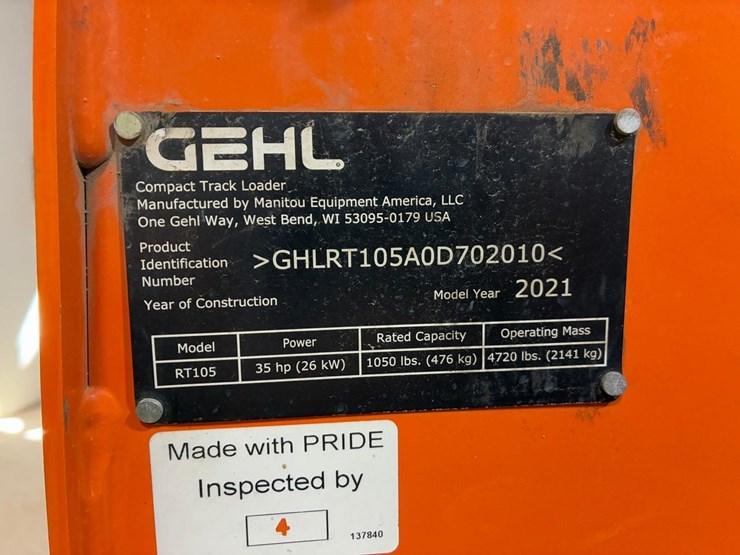 GEHL
Compact Track Loader
Manufactured by Manitou Equipment America, LLC
One Gehl Way, West Bend, WI 53095-0179 USA
Product
Identification >GHLRT105A0D702010<
Number
Year of Construction Model Year 2021
Model Power Rated Capacity Operating Mass
RT105 35 hp (26 kW) 1050 lbs. (476 kg) 4720 lbs. (2141 kg)
Made with PRIDE
Inspected by
4
137840